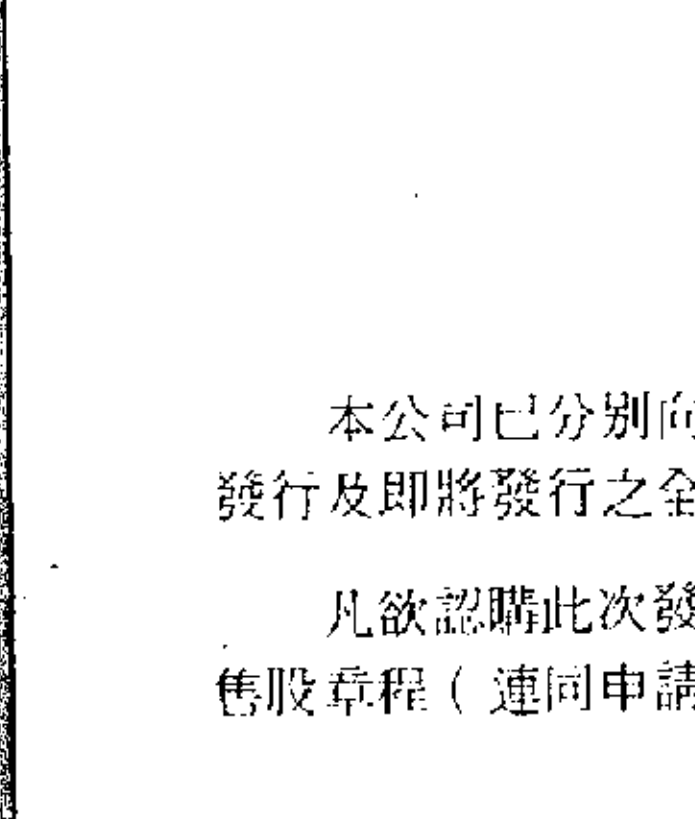 本公司已分別向
發行及即將發行之全
凡欲認購此次發
售股章程（連同申請